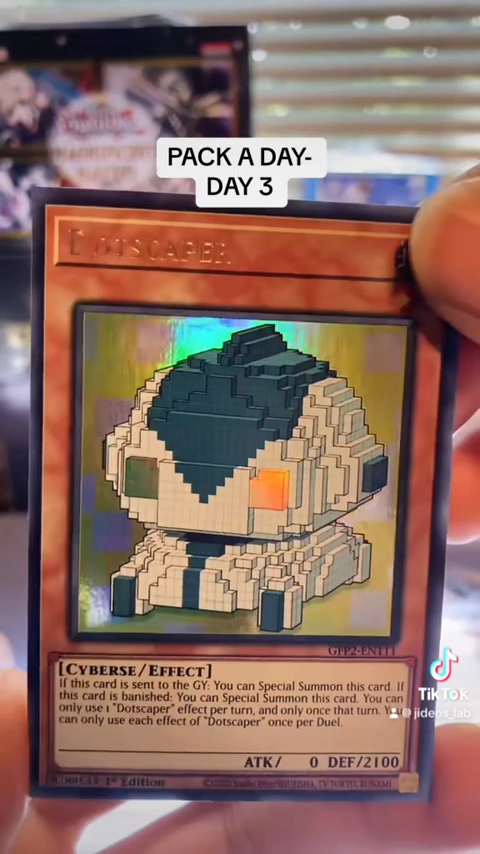 PACK A DAY-
DAY 3
DOTSCAPER
GFP2-EN111
[CYBERSE/EFFECT]
If this card is sent to the GY: You can Special Summon this card. If
this card is banished: You can Special Summon this card. You can
only use 1 "Dotscaper" effect per turn, and only once that turn. You
can only use each effect of "Dotscaper" once per Duel.
ATK/ 0 DEF/2100
1st Edition
TikTok
@jideos_lab